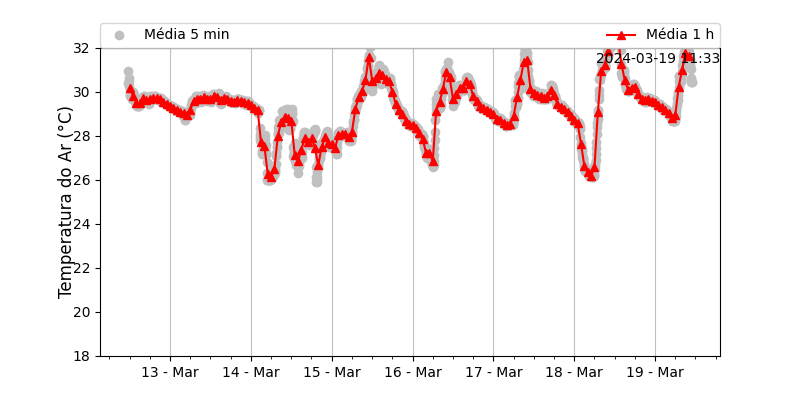 Média 5 min
Média 1 h
2024-03-19 11:33
Temperatura do Ar (°C)
32
30
28
26
24
22
20
18
13 - Mar
14 - Mar
15 - Mar
16 - Mar
17 - Mar
18 - Mar
19 - Mar